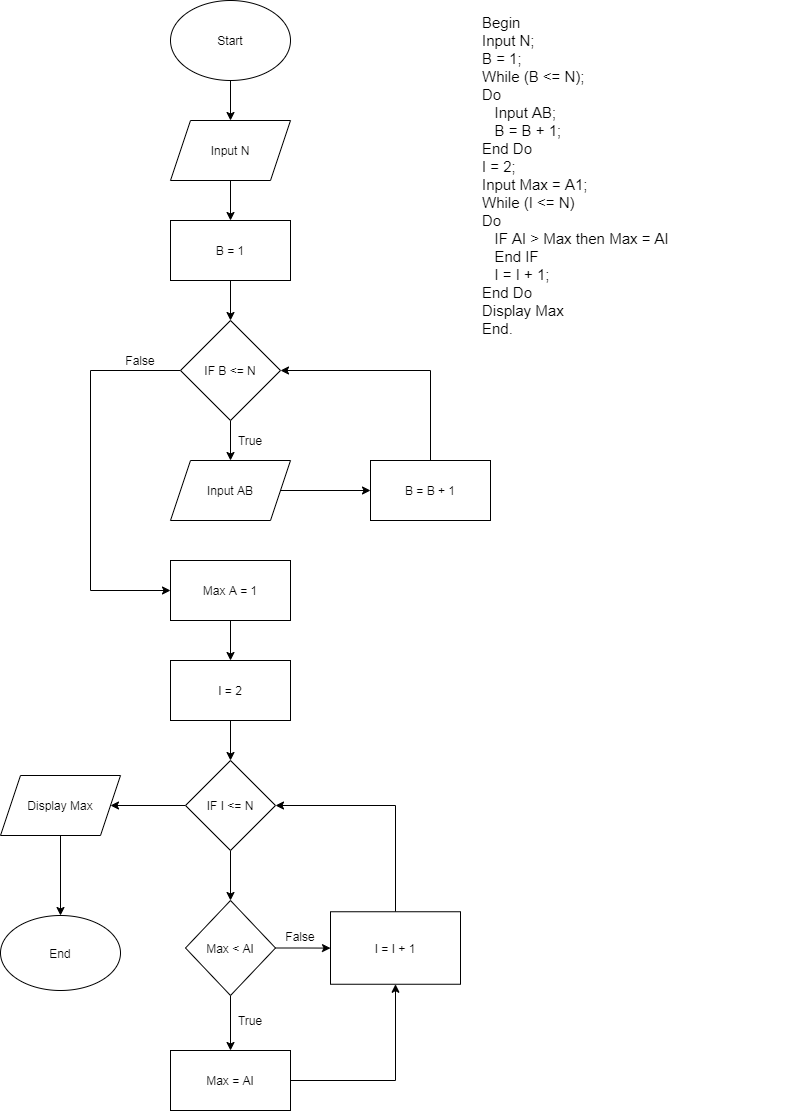 Start
Input N
B = 1
IF B <= N
False
True
Input AB
B = B + 1
Max A = 1
I = 2
IF I <= N
Display Max
End
Max < AI
False
I = I + 1
True
Max = AI
Begin
Input N;
B = 1;
While (B <= N);
Do
Input AB;
B = B + 1;
End Do
I = 2;
Input Max = A1;
While (I <= N)
Do
IF AI > Max then Max = AI
End IF
I = I + 1;
End Do
Display Max
End.